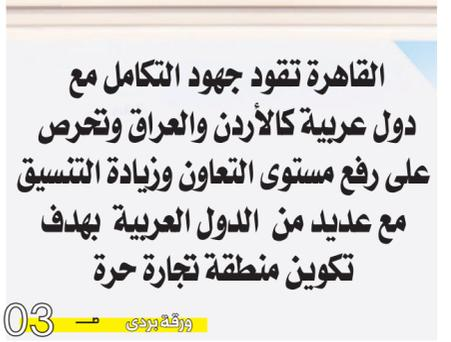 القاهرة تقود جهود التكامل مع
دول عربية كالأردن والعراق وتحرص
على رفع مستوى التعاون وزيادة التنسيق
مع عديد من الدول العربية بهدف
تكوين منطقة تجارة حرة
ورقة بردى صـ 03